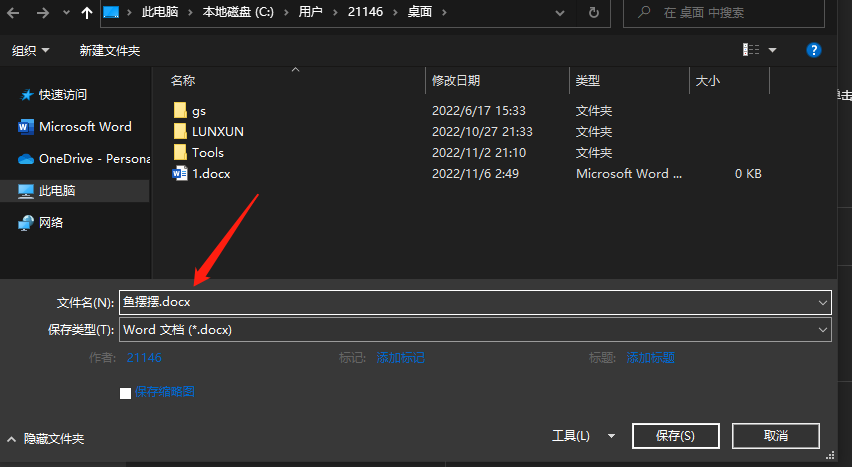 此电脑 › 本地磁盘 (C:) › 用户 › 21146 › 桌面 ›
在 桌面 中搜索
组织 新建文件夹
名称 修改日期 类型 大小
快速访问
Microsoft Word
OneDrive - Persona
此电脑
网络
gs 2022/6/17 15:33 文件夹
LUNXUN 2022/10/27 21:33 文件夹
Tools 2022/11/2 21:10 文件夹
1.docx 2022/11/6 2:49 Microsoft Word ... 0 KB
单击
文件名(N): 鱼摆摆.docx
保存类型(T): Word 文档 (*.docx)
作者: 21146 标记: 添加标记 标题: 添加标题
保存缩略图
隐藏文件夹 工具(L) 保存(S) 取消